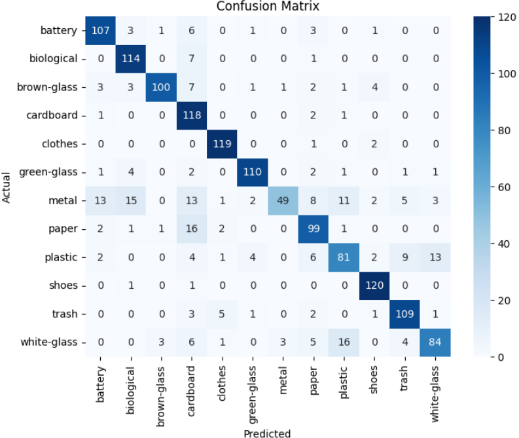 Confusion Matrix
battery 107 3 1 6 0 1 0 3 0 1 0 0
biological 0 114 0 7 0 0 0 1 0 0 0 0
brown-glass 3 3 100 7 0 1 1 2 1 4 0 0
cardboard 1 0 0 118 0 0 0 2 1 0 0 0
clothes 0 0 0 0 119 0 0 1 0 2 0 0
green-glass 1 4 0 2 0 110 0 2 1 0 1 1
metal 13 15 0 13 1 2 49 8 11 2 5 3
paper 2 1 1 16 2 0 0 99 1 0 0 0
plastic 2 0 0 4 1 4 0 6 81 2 9 13
shoes 0 1 0 1 0 0 0 0 0 120 0 0
trash 0 0 0 3 5 1 0 2 0 1 109 1
white-glass 0 0 3 6 1 0 3 5 16 0 4 84
Actual
battery
biological
brown-glass
cardboard
clothes
green-glass
metal
paper
plastic
shoes
trash
white-glass
Predicted
120
100
80
60
40
20
0